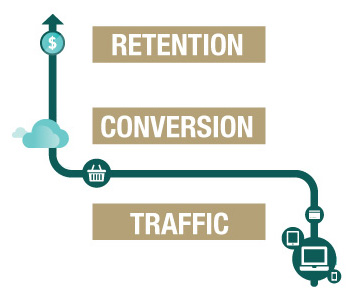 $
RETENTION
CONVERSION
TRAFFIC